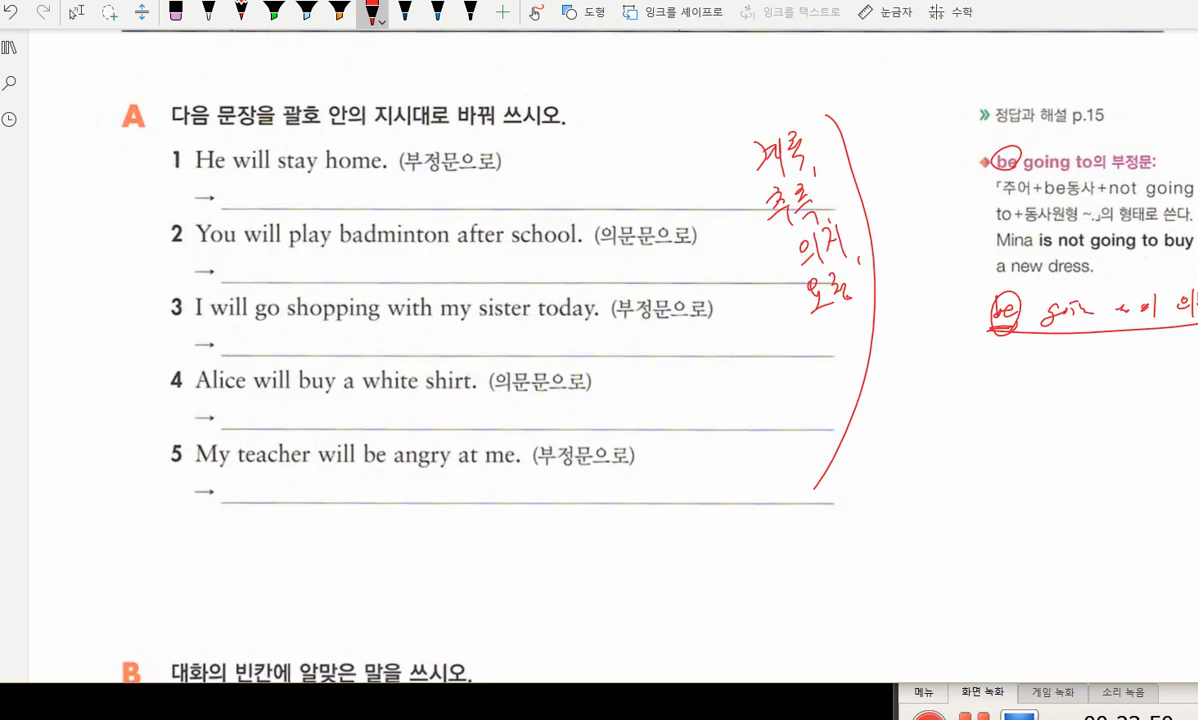 도형 잉크를 셰이프로 잉크를 텍스트로 눈금자 수학
A 다음 문장을 괄호 안의 지시대로 바꿔 쓰시오.
1 He will stay home. (부정문으로)
→
2 You will play badminton after school. (의문문으로)
→
3 I will go shopping with my sister today. (부정문으로)
→
4 Alice will buy a white shirt. (의문문으로)
→
5 My teacher will be angry at me. (부정문으로)
→
계획,
추측,
의지,
요청
» 정답과 해설 p.15
be going to의 부정문:
「주어+be동사+not going
to+동사원형 ~.」의 형태로 쓴다.
Mina is not going to buy
a new dress.
be going
B 대화의 빈칸에 알맞은 말을 쓰시오.
메뉴 화면 녹화 게임 녹화 소리 녹음